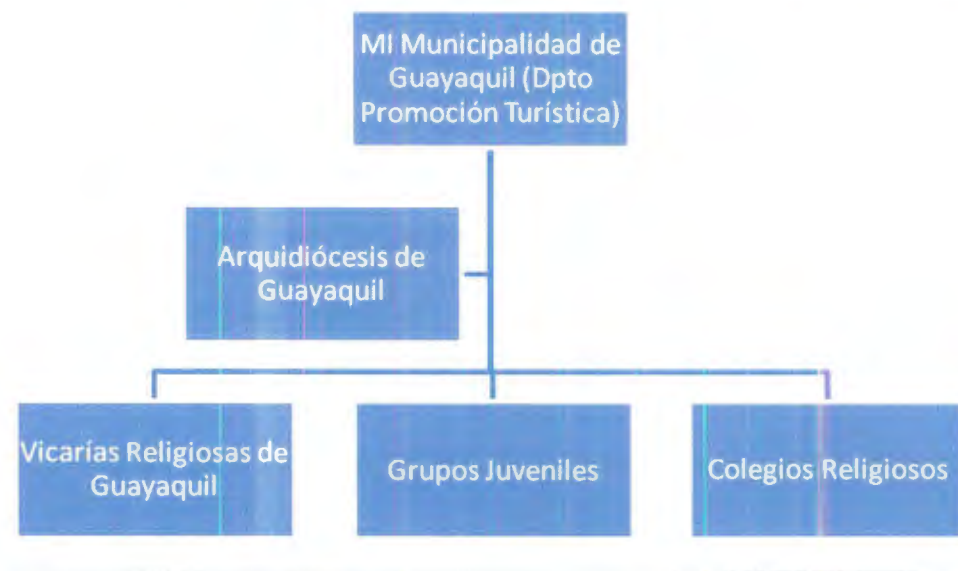 MI Municipalidad de
Guayaquil (Dpto
Promoción Turística)
Arquidiócesis de
Guayaquil
Vicarías Religiosas de
Guayaquil
Grupos Juveniles
Colegios Religiosos